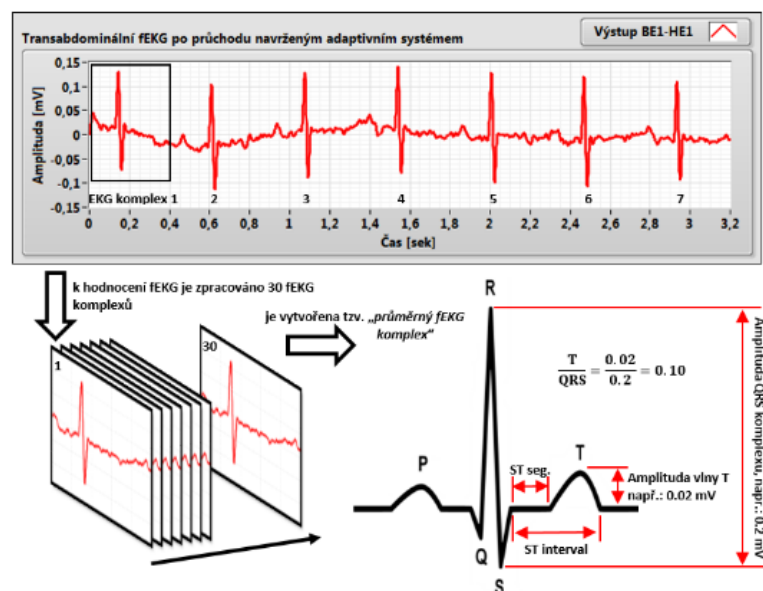 Transabdominální fEKG po průchodu navrženým adaptivním systémem
Výstup BE1-HE1
Amplituda [mV]
0,15
0,1
0,05
0
-0,05
-0,1
-0,15
EKG komplex 1 2 3 4 5 6 7
0 0,2 0,4 0,6 0,8 1 1,2 1,4 1,6 1,8 2 2,2 2,4 2,6 2,8 3 3,2
Čas [sek]
k hodnocení fEKG je zpracováno 30 fEKG
komplexů
je vytvořena tzv. „průměrný fEKG
komplex"
1
30
R
T/QRS = 0.02/0.2 = 0.10
P
ST seg.
T
Amplituda vlny T
např.: 0.02 mV
Q
ST interval
S
Amplituda QRS komplexu, např.: 0.2 mV